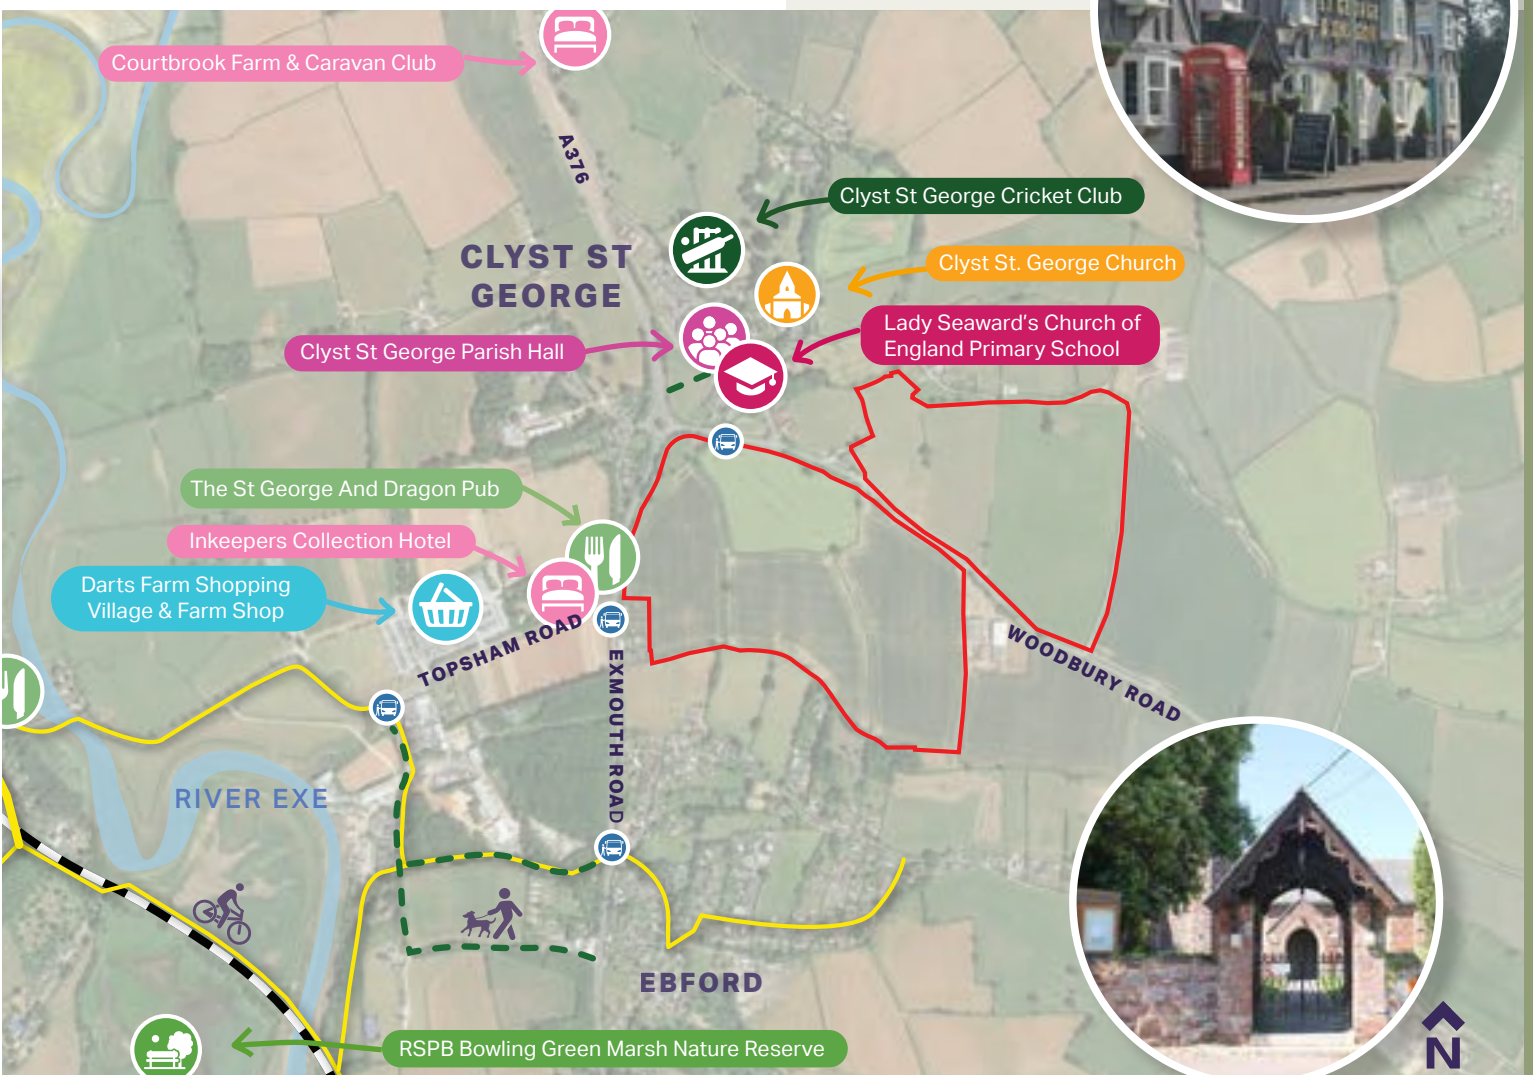 Courtbrook Farm & Caravan Club
A376
Clyst St George Cricket Club
CLYST ST
GEORGE
Clyst St. George Church
Lady Seaward's Church of
England Primary School
Clyst St George Parish Hall
The St George And Dragon Pub
Inkeepers Collection Hotel
Darts Farm Shopping
Village & Farm Shop
TOPSHAM ROAD
EXMOUTH ROAD
WOODBURY ROAD
RIVER EXE
EBFORD
RSPB Bowling Green Marsh Nature Reserve
N